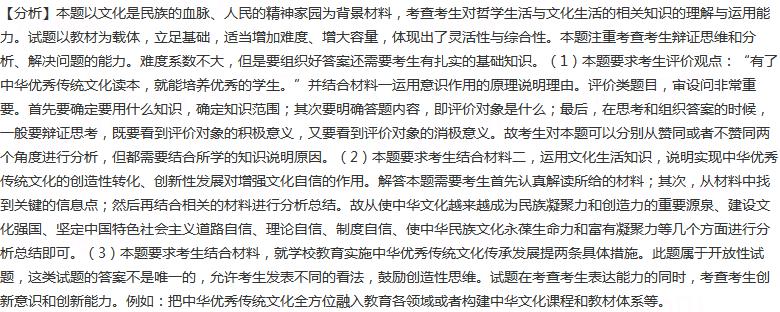 【分析】本题以文化是民族的血脉、人民的精神家园为背景材料，考查考生对哲学生活与文化生活的相关知识的理解与运用能
力。试题以教材为载体，立足基础，适当增加难度、增大容量，体现出了灵活性与综合性。本题注重考查考生辩证思维和分
析、解决问题的能力。难度系数不大，但是要组织好答案还需要考生有扎实的基础知识。（1）本题要求考生评价观点：“有了
中华优秀传统文化读本，就能培养优秀的学生。”并结合材料一运用意识作用的原理说明理由。评价类题目，审设问非常重
要。首先要确定要用什么知识，确定知识范围；其次要明确答题内容，即评价对象是什么；最后，在思考和组织答案的时候，
一般要辩证思考，既要看到评价对象的积极意义，又要看到评价对象的消极意义。故考生对本题可以分别从赞同或者不赞同两
个角度进行分析，但都需要结合所学的知识说明原因。（2）本题要求考生结合材料二，运用文化生活知识，说明实现中华优秀
传统文化的创造性转化、创新性发展对增强文化自信的作用。解答本题需要考生首先认真解读所给的材料；其次，从材料中找
到关键的信息点；然后再结合相关的材料进行分析总结。故从使中华文化越来越成为民族凝聚力和创造力的重要源泉、建设文
化强国、坚定中国特色社会主义道路自信、理论自信、制度自信、使中华民族文化永葆生命力和富有凝聚力等几个方面进行分
析总结即可。（3）本题要求考生结合材料，就学校教育实施中华优秀传统文化传承发展提两条具体措施。此题属于开放性试
题，这类试题的答案不是唯一的，允许考生发表不同的看法，鼓励创造性思维。试题在考查考生表达能力的同时，考查考生创
新意识和创新能力。例如：把中华优秀传统文化全方位融入教育各领域或者构建中华文化课程和教材体系等。